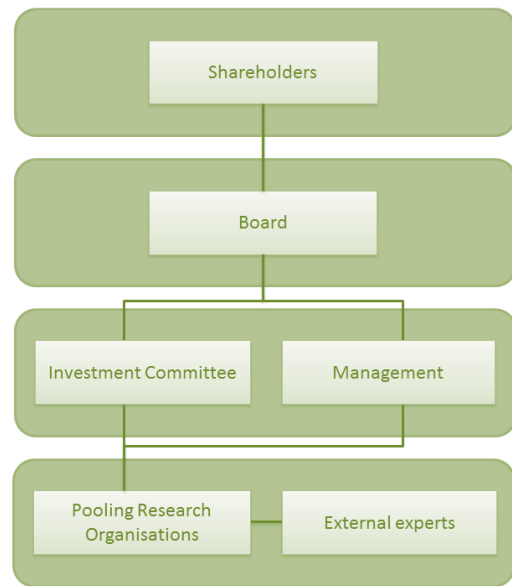 Shareholders
Board
Investment Committee
Management
Pooling Research
Organisations
External experts